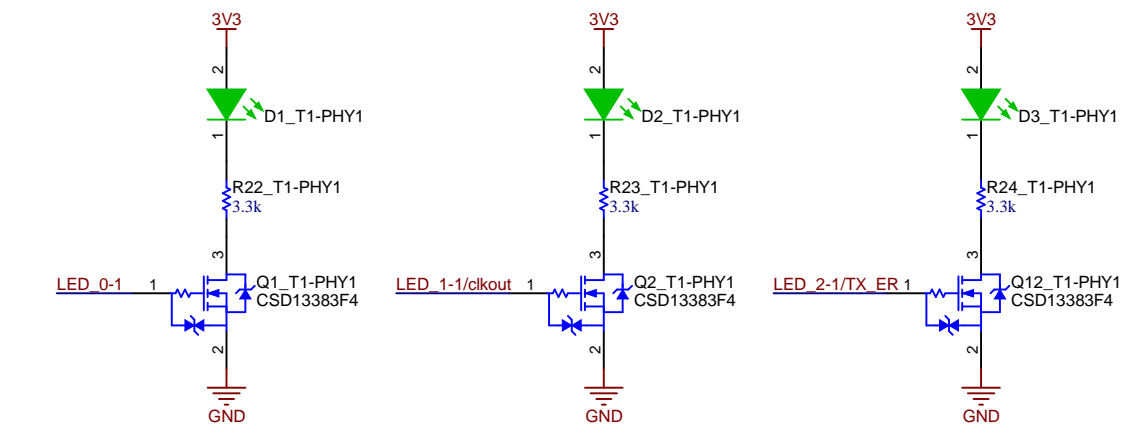 3V3
2
D1_T1-PHY1
1
R22_T1-PHY1
3.3k
3
LED_0-1
1
Q1_T1-PHY1
CSD13383F4
2
GND
3V3
2
D2_T1-PHY1
1
R23_T1-PHY1
3.3k
3
LED_1-1/clkout
1
Q2_T1-PHY1
CSD13383F4
2
GND
3V3
2
D3_T1-PHY1
1
R24_T1-PHY1
3.3k
3
LED_2-1/TX_ER
1
Q12_T1-PHY1
CSD13383F4
2
GND